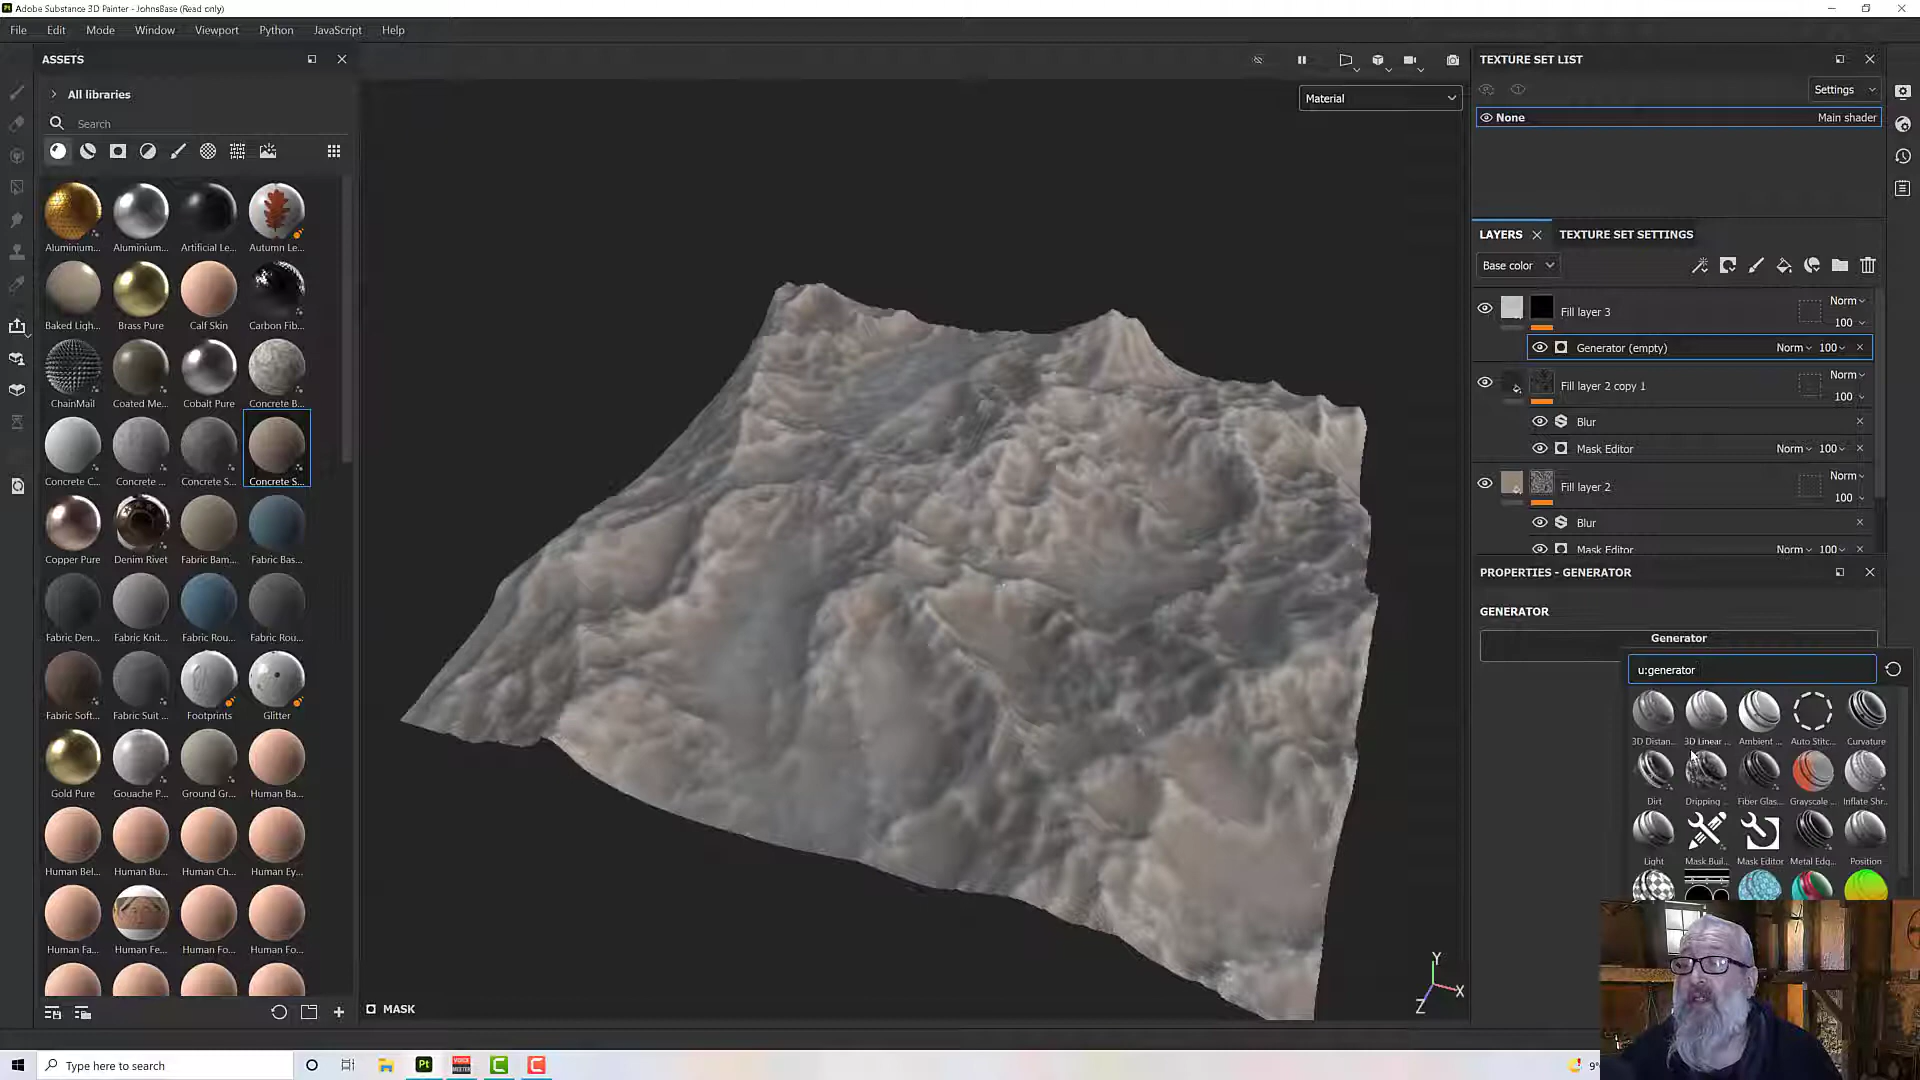 Adobe Substance 3D Painter - JohnsBase (Read only)
File Edit Mode Window Viewport Python JavaScript Help
ASSETS
All libraries
Search
Aluminium... Aluminium... Artificial Le... Autumn Le...
Baked Ligh... Brass Pure Calf Skin Carbon Fib...
ChainMail Coated Me... Cobalt Pure Concrete B...
Concrete C... Concrete ... Concrete S... Concrete S...
Copper Pure Denim Rivet Fabric Bam... Fabric Bas...
Fabric Den... Fabric Knit... Fabric Rou... Fabric Rou...
Fabric Soft... Fabric Suit ... Footprints Glitter
Gold Pure Gouache P... Ground Gr... Human Ba...
Human Bel... Human Bu... Human Ch... Human Ey...
Human Fa... Human Fe... Human Fo... Human Fo...
Material
MASK
Y
X
Z
TEXTURE SET LIST
Settings
None Main shader
LAYERS TEXTURE SET SETTINGS
Base color
Fill layer 3 Norm
100
Generator (empty) Norm 100
Fill layer 2 copy 1 Norm
100
Blur
Mask Editor Norm 100
Fill layer 2 Norm
100
Blur
Mask Editor Norm 100
PROPERTIES - GENERATOR
GENERATOR
Generator
u:generator
3D Distan... 3D Linear ... Ambient ... Auto Stitc... Curvature
Dirt Dripping ... Fiber Glas... Grayscale ... Inflate Shr...
Light Mask Buil... Mask Editor Metal Edg... Position
Type here to search
Pt
9°